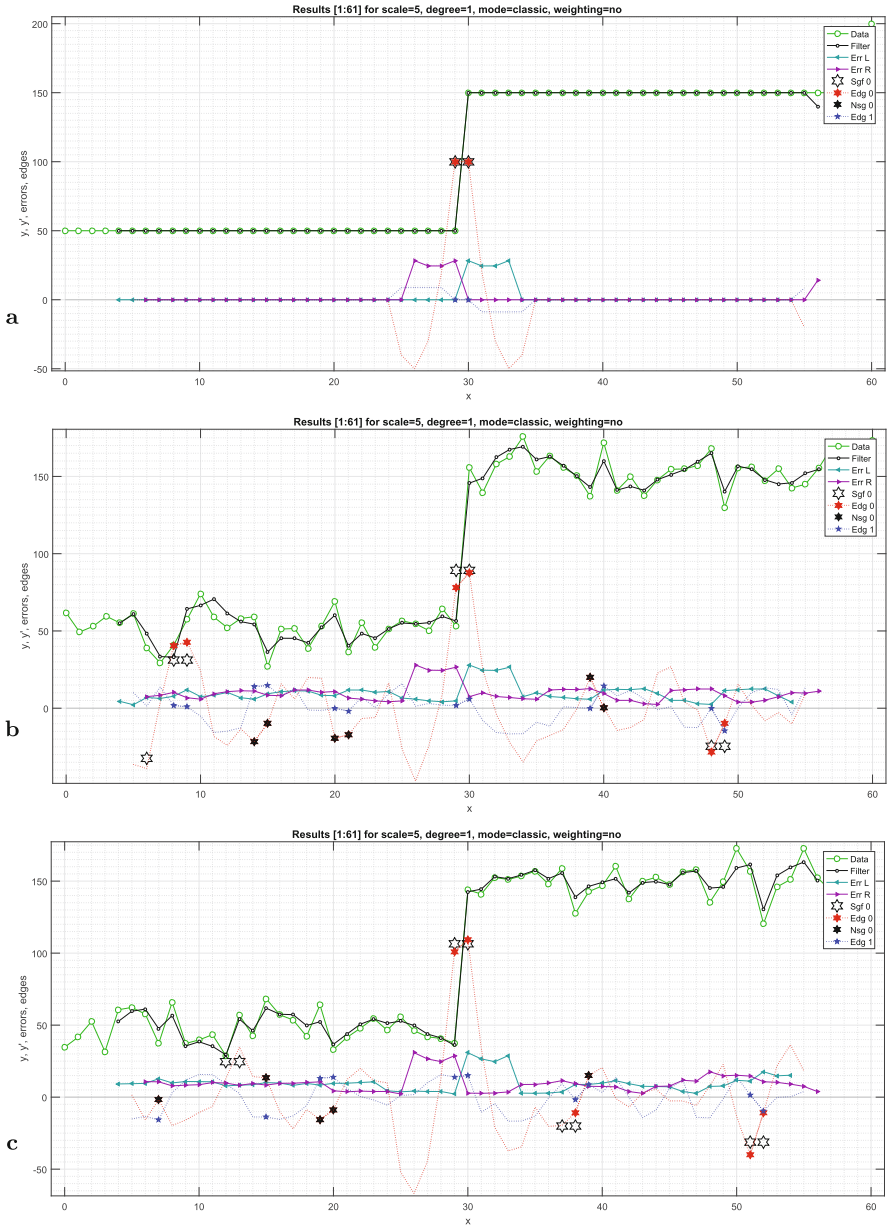 Results [1:61] for scale=5, degree=1, mode=classic, weighting=no
200
150
100
50
0
-50
y, y', errors, edges
Data
Filter
Err L
Err R
Sgf 0
Edg 0
Nsg 0
Edg 1
0 10 20 30 40 50 60
x
a
Results [1:61] for scale=5, degree=1, mode=classic, weighting=no
150
100
50
0
y, y', errors, edges
Data
Filter
Err L
Err R
Sgf 0
Edg 0
Nsg 0
Edg 1
0 10 20 30 40 50 60
x
b
Results [1:61] for scale=5, degree=1, mode=classic, weighting=no
150
100
50
0
-50
y, y', errors, edges
Data
Filter
Err L
Err R
Sgf 0
Edg 0
Nsg 0
Edg 1
0 10 20 30 40 50 60
x
c